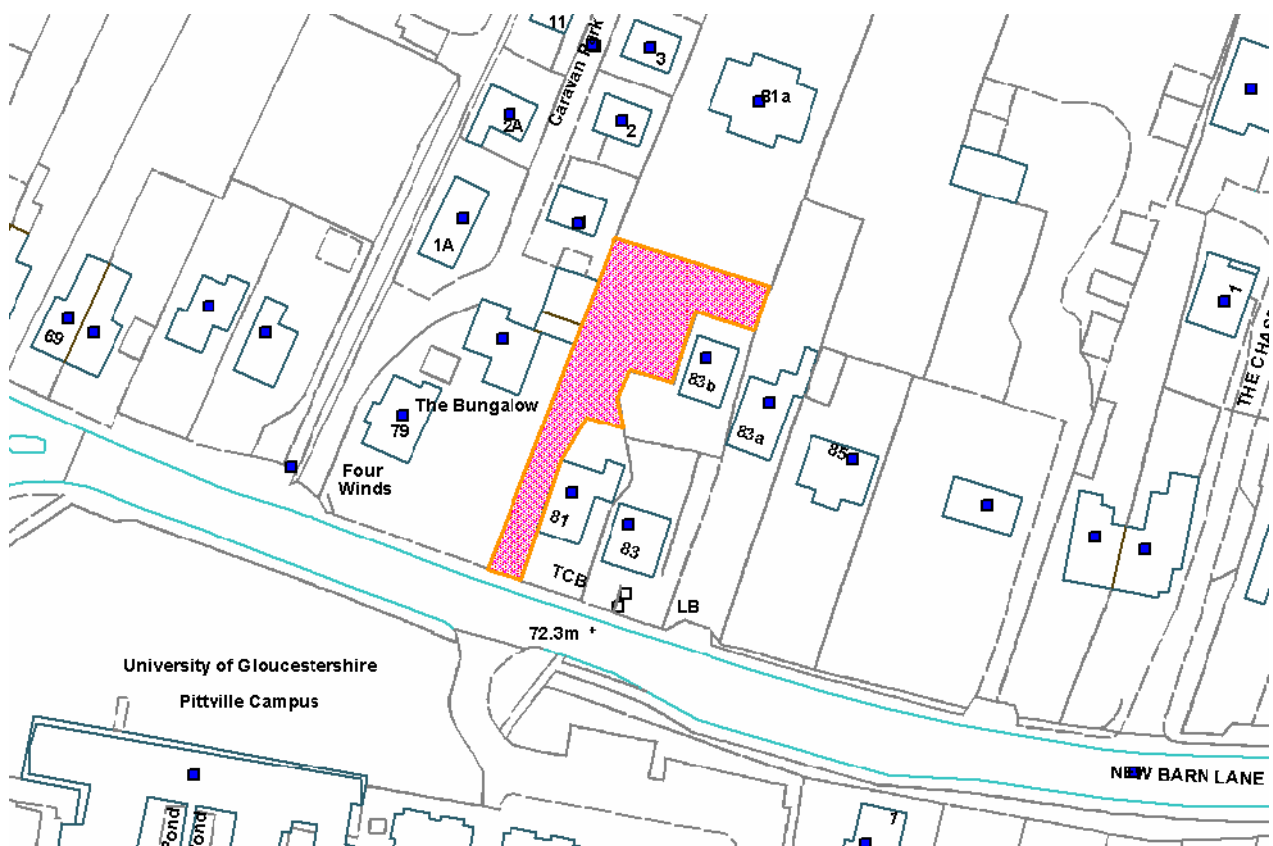 11
Caravan Park
3
81a
2A
2
1A
1
69
83b
The Bungalow
79
83a
85
Four
Winds
81
83
TCB
LB
72.3m +
THE CHASE
University of Gloucestershire
Pittville Campus
NEW BARN LANE
Pond
Pond
7